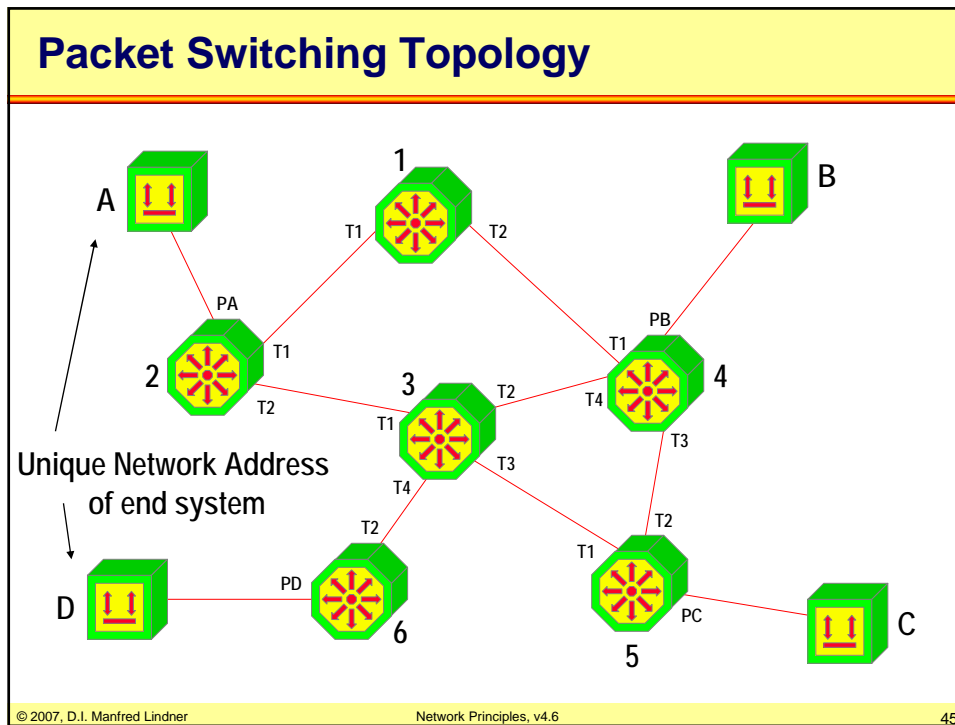 Packet Switching Topology
A
1
B
T1
T2
PA
PB
2
T1
T1
4
3
T2
T2
T4
T1
T3
T3
Unique Network Address
of end system
T4
T2
T2
T1
D
PD
PC
C
6
5
© 2007, D.I. Manfred Lindner
Network Principles, v4.6
45